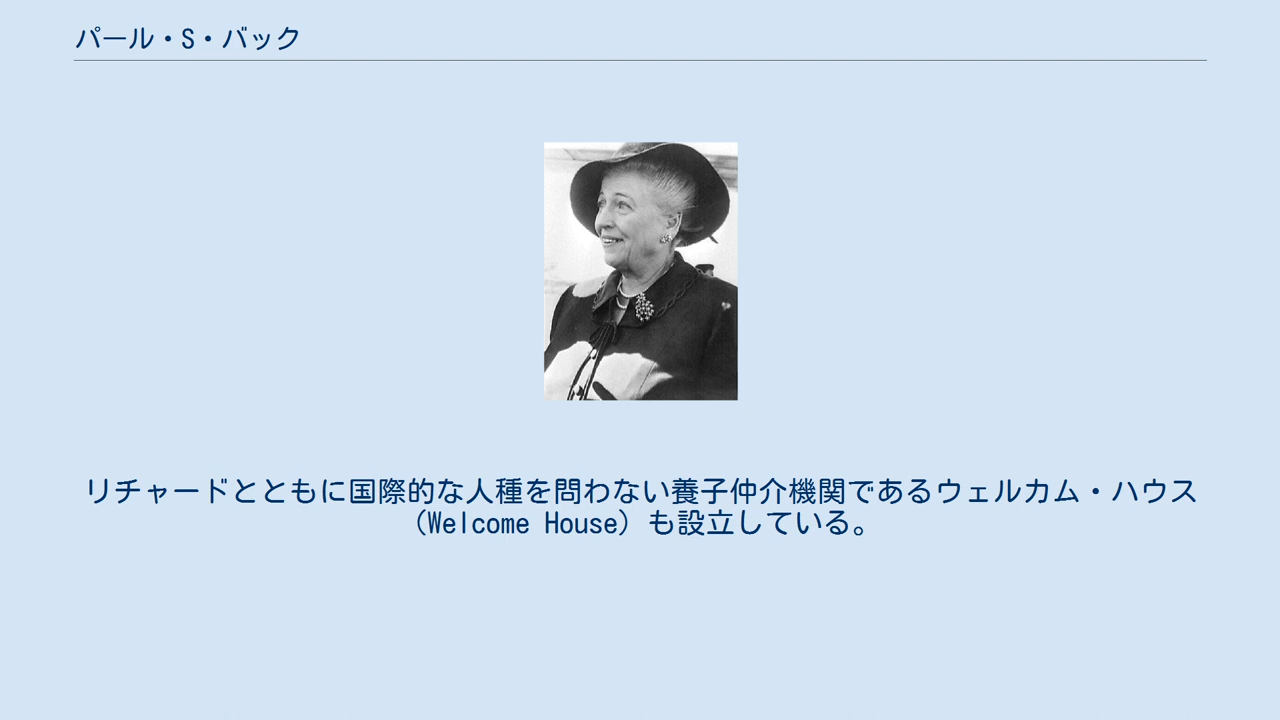 パール・S・バック
リチャードとともに国際的な人種を問わない養子仲介機関であるウェルカム・ハウス
（Welcome House）も設立している。